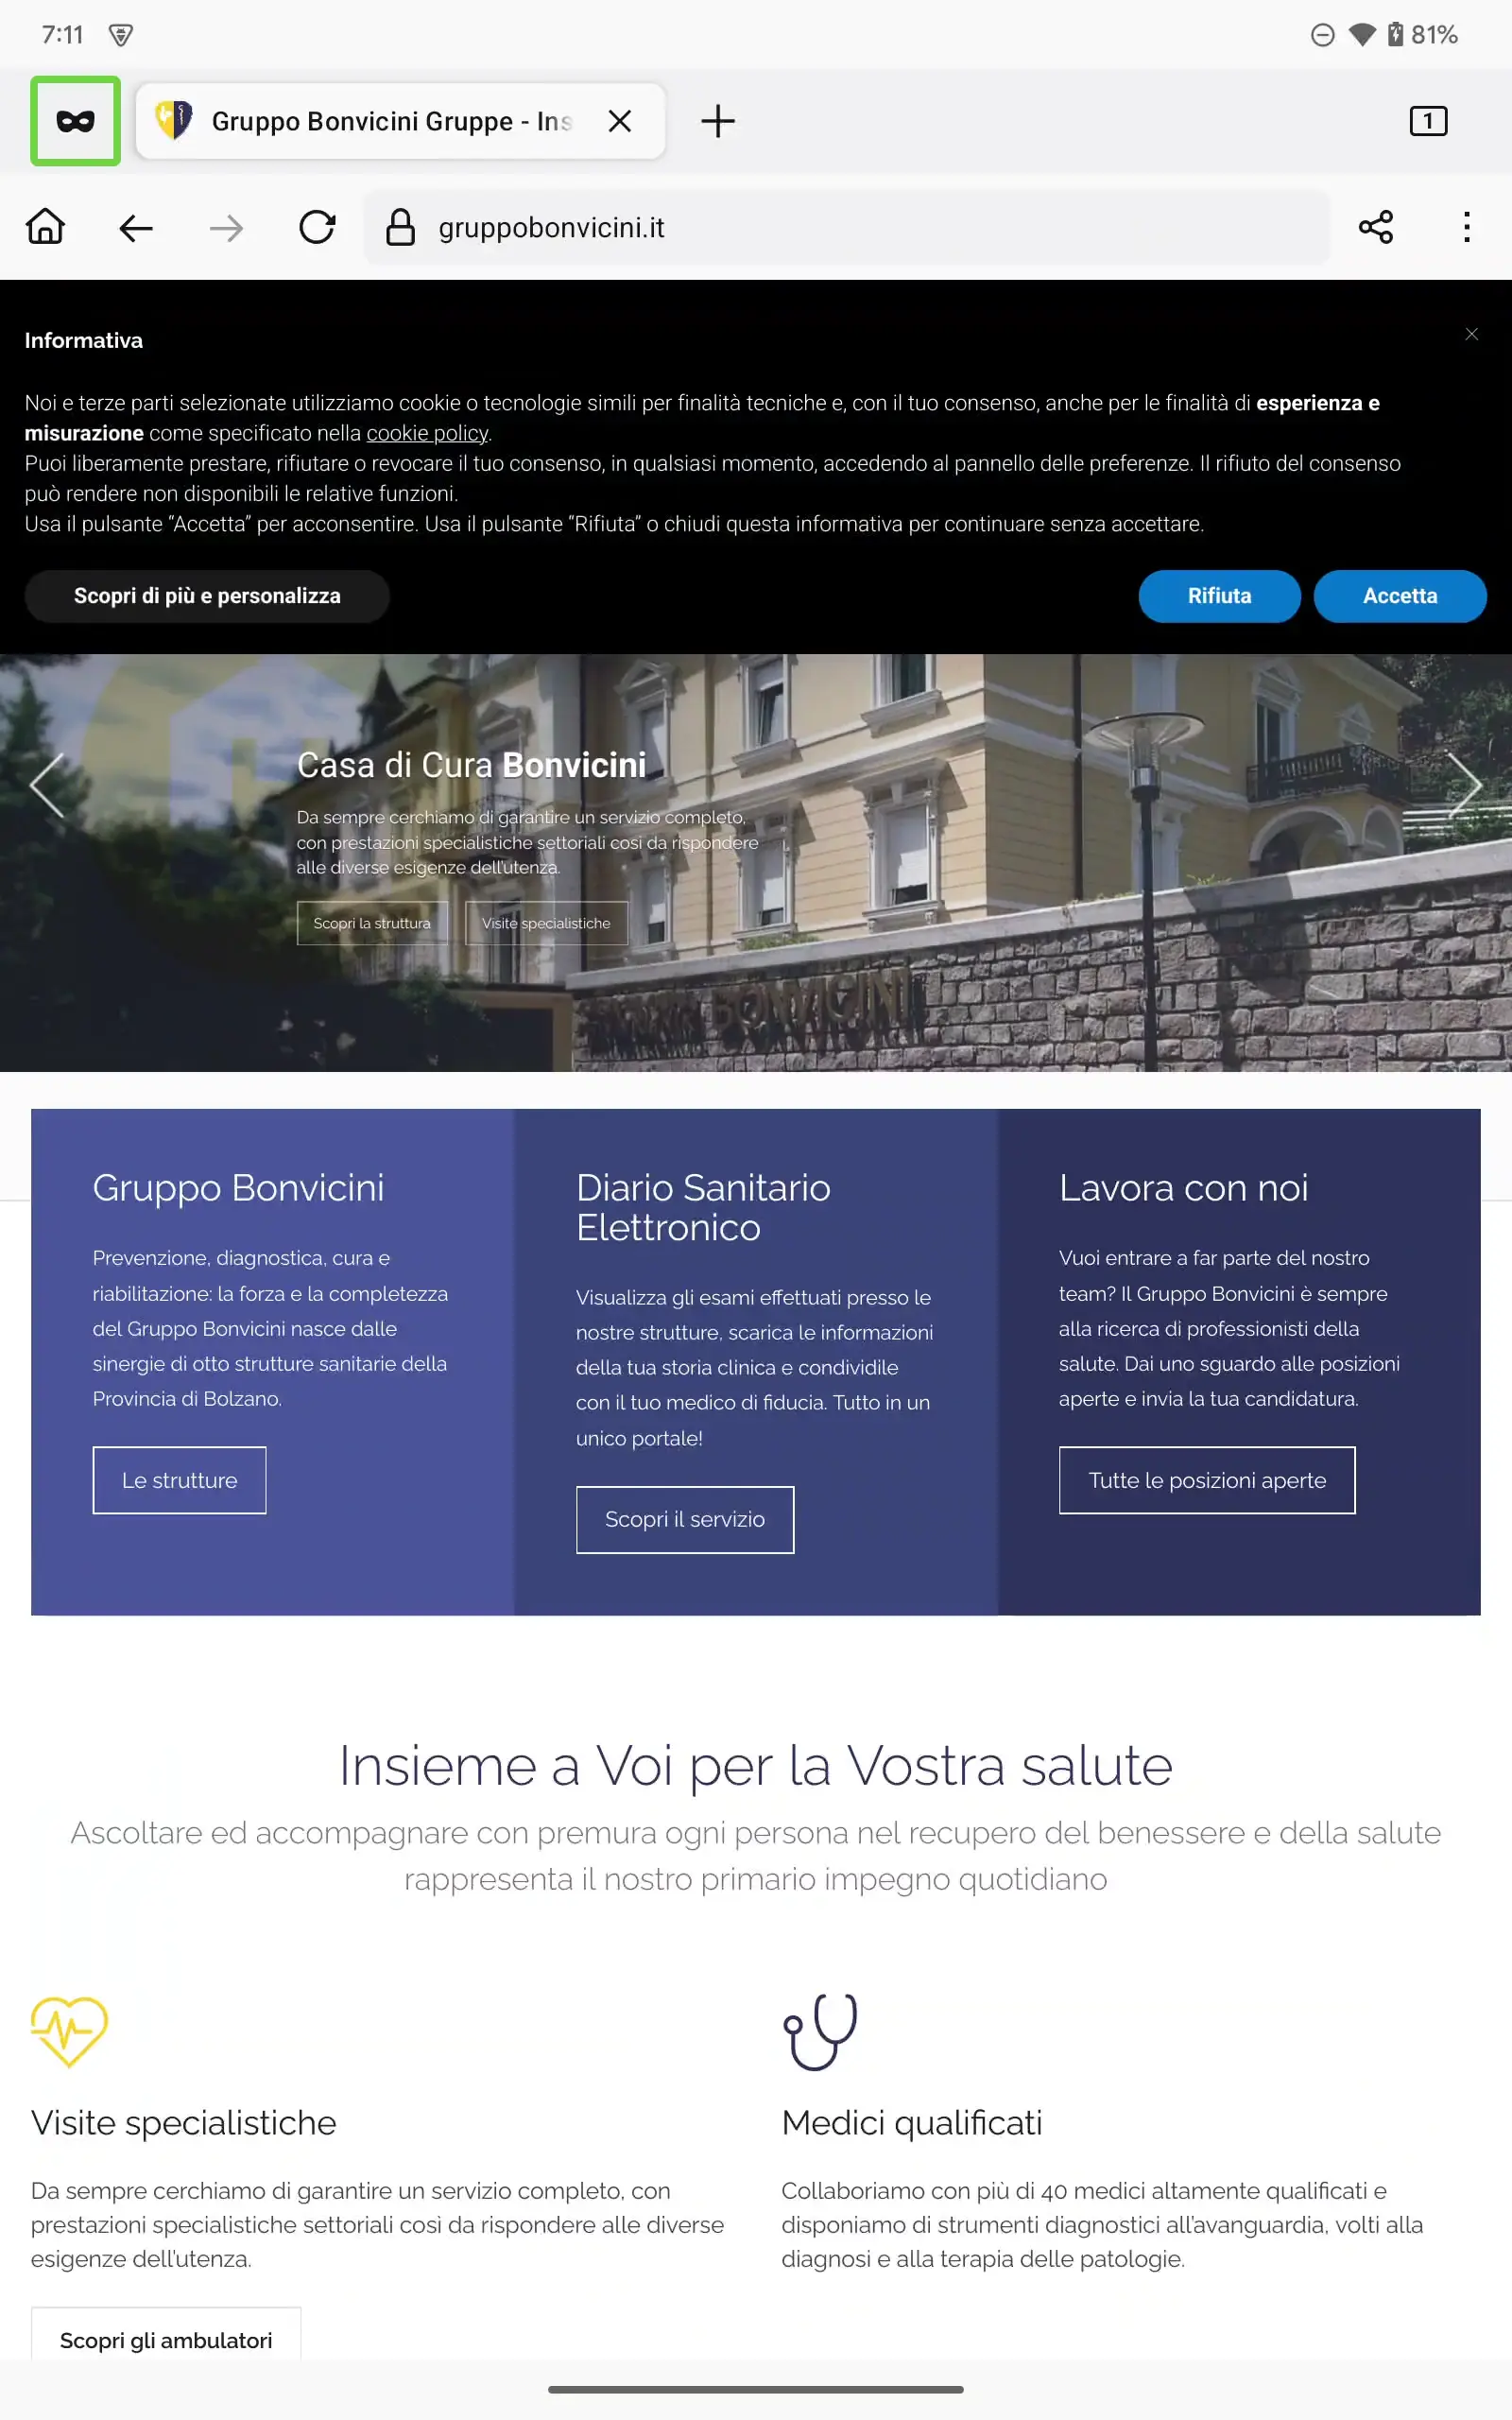 7:11
81%
Gruppo Bonvicini Gruppe - Ins
1
gruppobonvicini.it
Informativa
Noi e terze parti selezionate utilizziamo cookie o tecnologie simili per finalità tecniche e, con il tuo consenso, anche per le finalità di esperienza e
misurazione come specificato nella cookie policy.
Puoi liberamente prestare, rifiutare o revocare il tuo consenso, in qualsiasi momento, accedendo al pannello delle preferenze. Il rifiuto del consenso
può rendere non disponibili le relative funzioni.
Usa il pulsante “Accetta” per acconsentire. Usa il pulsante “Rifiuta” o chiudi questa informativa per continuare senza accettare.
Scopri di più e personalizza
Rifiuta
Accetta
Casa di Cura Bonvicini
Da sempre cerchiamo di garantire un servizio completo,
con prestazioni specialistiche settoriali così da rispondere
alle diverse esigenze dell'utenza.
Scopri la struttura
Visite specialistiche
BONVICINI
Gruppo Bonvicini
Prevenzione, diagnostica, cura e
riabilitazione: la forza e la completezza
del Gruppo Bonvicini nasce dalle
sinergie di otto strutture sanitarie della
Provincia di Bolzano.
Le strutture
Diario Sanitario
Elettronico
Visualizza gli esami effettuati presso le
nostre strutture, scarica le informazioni
della tua storia clinica e condividile
con il tuo medico di fiducia. Tutto in un
unico portale!
Scopri il servizio
Lavora con noi
Vuoi entrare a far parte del nostro
team? Il Gruppo Bonvicini è sempre
alla ricerca di professionisti della
salute. Dai uno sguardo alle posizioni
aperte e invia la tua candidatura.
Tutte le posizioni aperte
Insieme a Voi per la Vostra salute
Ascoltare ed accompagnare con premura ogni persona nel recupero del benessere e della salute
rappresenta il nostro primario impegno quotidiano
Visite specialistiche
Da sempre cerchiamo di garantire un servizio completo, con
prestazioni specialistiche settoriali così da rispondere alle diverse
esigenze dell'utenza.
Scopri gli ambulatori
Medici qualificati
Collaboriamo con più di 40 medici altamente qualificati e
disponiamo di strumenti diagnostici all'avanguardia, volti alla
diagnosi e alla terapia delle patologie.